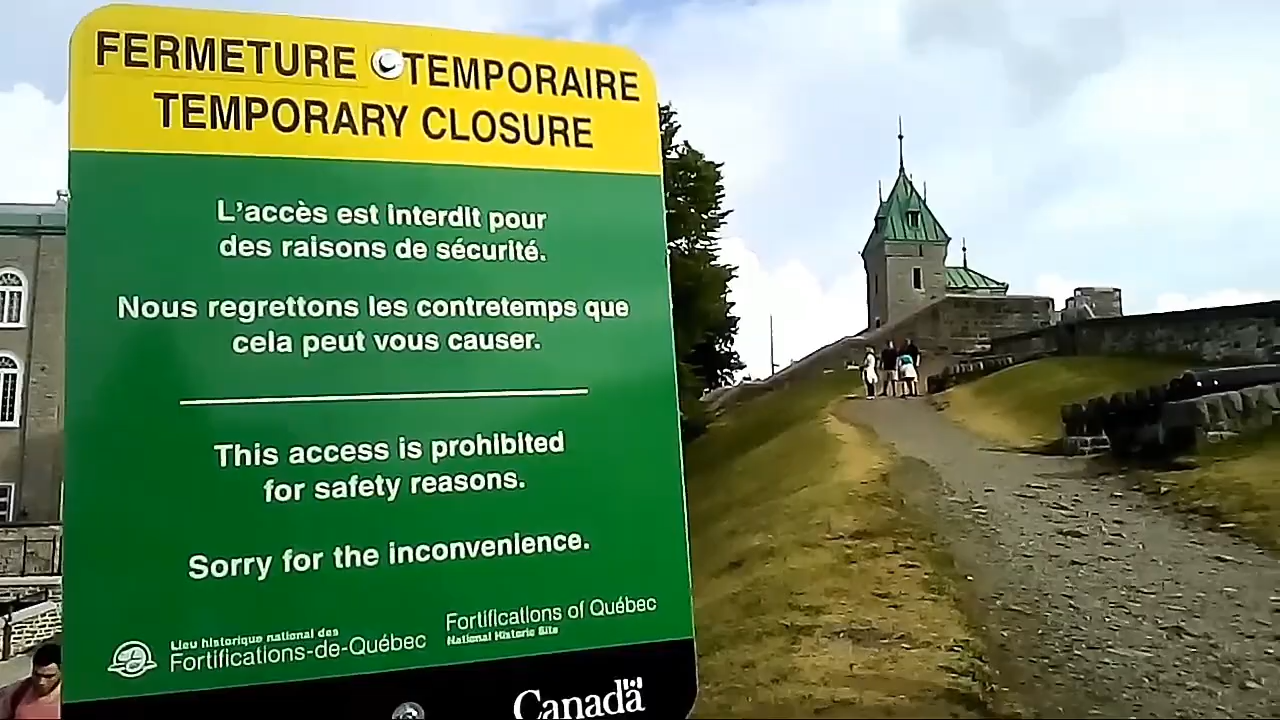 FERMETURE TEMPORAIRE
TEMPORARY CLOSURE
L'accès est interdit pour
des raisons de sécurité.
Nous regrettons les contretemps que
cela peut vous causer.
This access is prohibited
for safety reasons.
Sorry for the inconvenience.
Lieu historique national des
Fortifications-de-Québec
Fortifications of Québec
National Historic Site
Canada